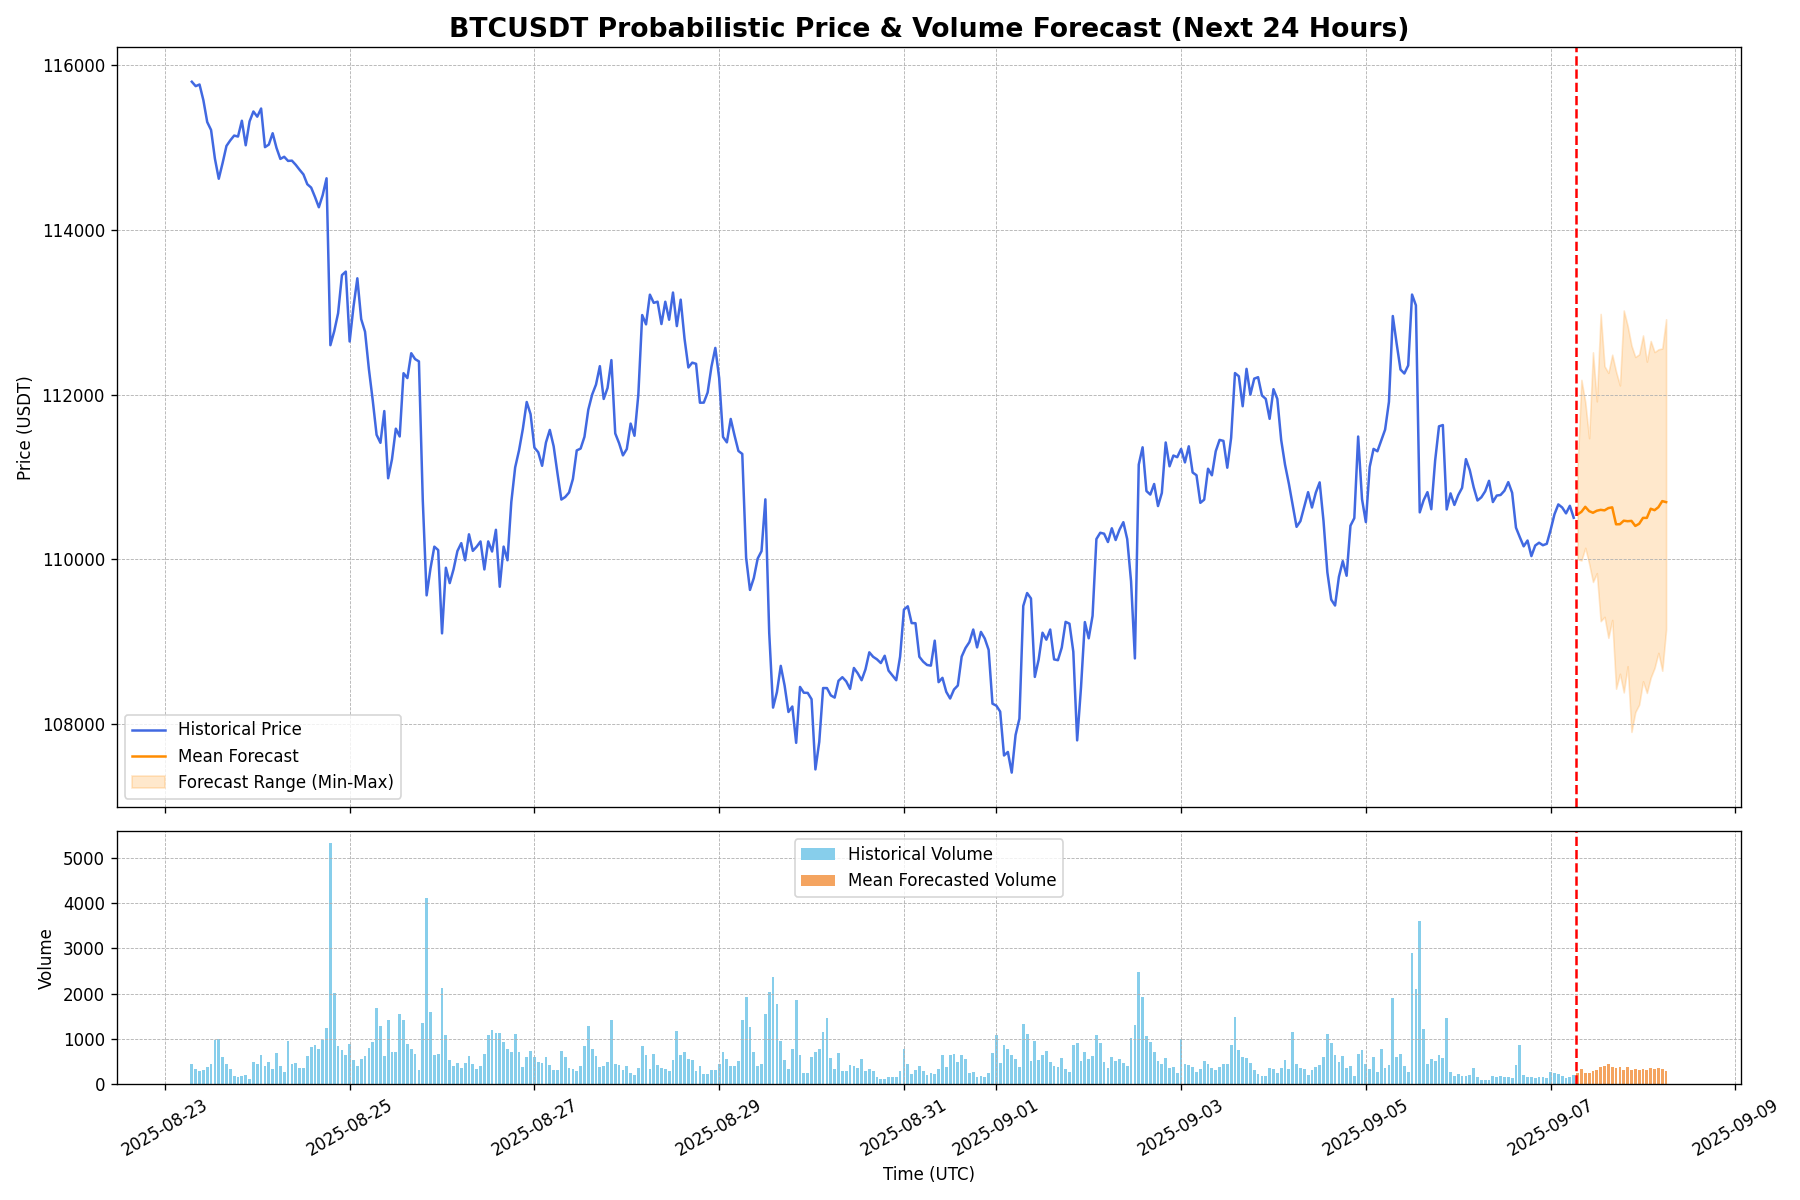 BTCUSDT Probabilistic Price & Volume Forecast (Next 24 Hours)
116000
114000
112000
110000
108000
Price (USDT)
Historical Price
Mean Forecast
Forecast Range (Min-Max)
5000
4000
3000
2000
1000
0
Volume
Historical Volume
Mean Forecasted Volume
2025-08-23
2025-08-25
2025-08-27
2025-08-29
2025-08-31
2025-09-01
2025-09-03
2025-09-05
2025-09-07
2025-09-09
Time (UTC)